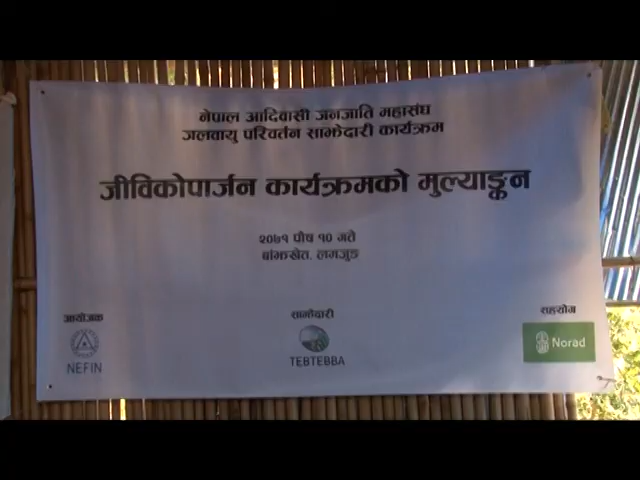 नेपाल आदिवासी जनजाति महासंघ
जलवायु परिवर्तन साझेदारी कार्यक्रम
जीविकोपार्जन कार्यक्रमको मुल्याङ्कन
२०७१ पौष १० गते
बांझखेत, लमजुङ
आयोजक
साझेदारी
सहयोग
NEFIN
TEBTEBBA
Norad